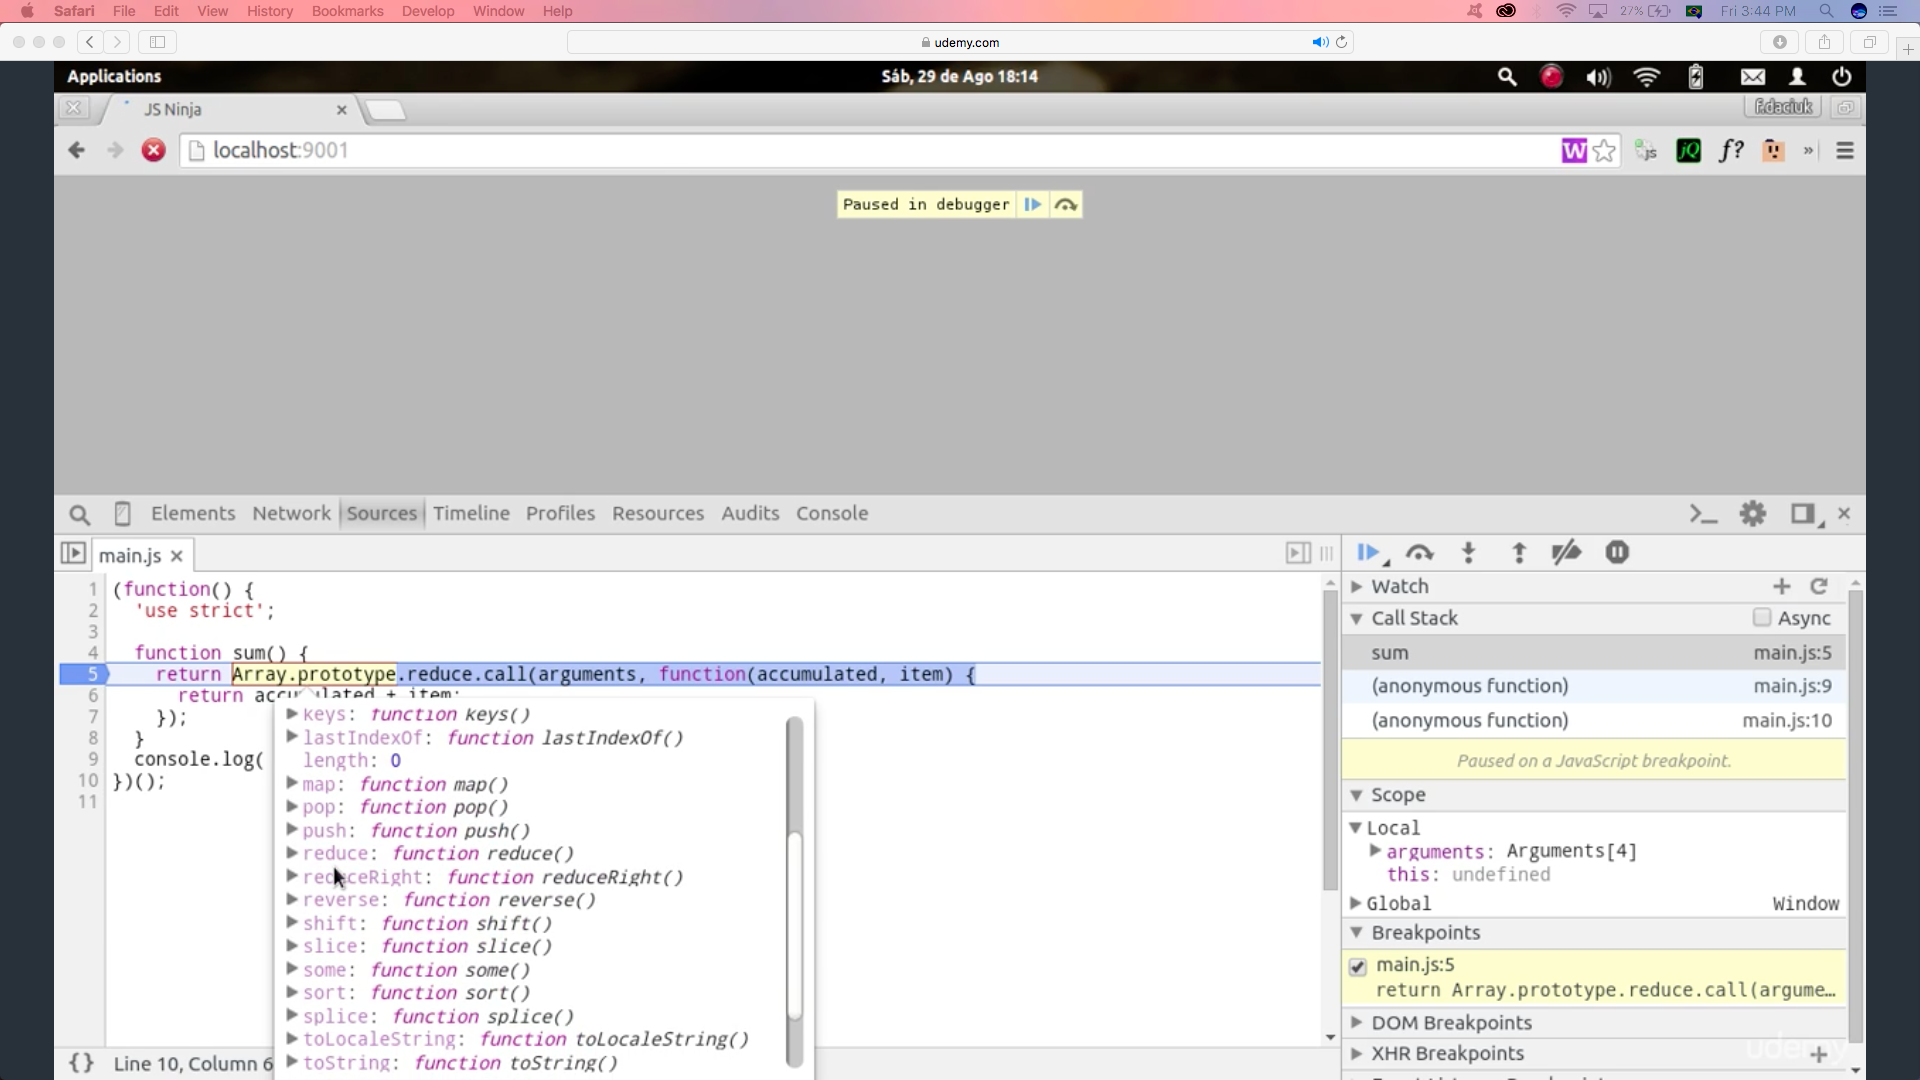 Safari File Edit View History Bookmarks Develop Window Help 27% Fri 3:44 PM
udemy.com
Applications Sáb, 29 de Ago 18:14
JS Ninja f.daciuk
localhost:9001 W js jQ f? »
Paused in debugger
Elements Network Sources Timeline Profiles Resources Audits Console
main.js
1 (function() {
2 'use strict';
3
4 function sum() {
5 return Array.prototype.reduce.call(arguments, function(accumulated, item) {
6 return accumulated + item;
7 });
8 }
9 console.log(
10 })();
11
keys: function keys()
lastIndexOf: function lastIndexOf()
length: 0
map: function map()
pop: function pop()
push: function push()
reduce: function reduce()
reduceRight: function reduceRight()
reverse: function reverse()
shift: function shift()
slice: function slice()
some: function some()
sort: function sort()
splice: function splice()
toLocaleString: function toLocaleString()
toString: function toString()
{} Line 10, Column 6
Watch
Call Stack Async
sum main.js:5
(anonymous function) main.js:9
(anonymous function) main.js:10
Paused on a JavaScript breakpoint.
Scope
Local
arguments: Arguments[4]
this: undefined
Global Window
Breakpoints
main.js:5
return Array.prototype.reduce.call(argume…
DOM Breakpoints
XHR Breakpoints
udemy